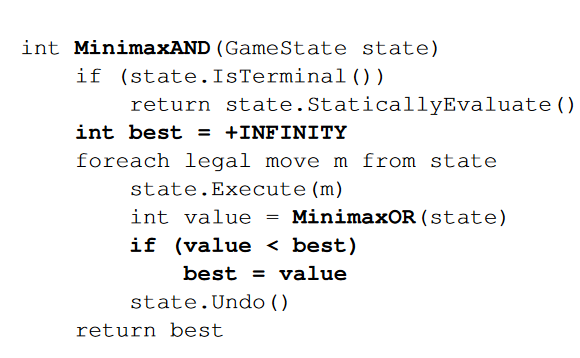 int MinimaxAND(GameState state)
    if (state.IsTerminal())
        return state.StaticallyEvaluate()
    int best = +INFINITY
    foreach legal move m from state
        state.Execute(m)
        int value = MinimaxOR(state)
        if (value < best)
            best = value
        state.Undo()
    return best